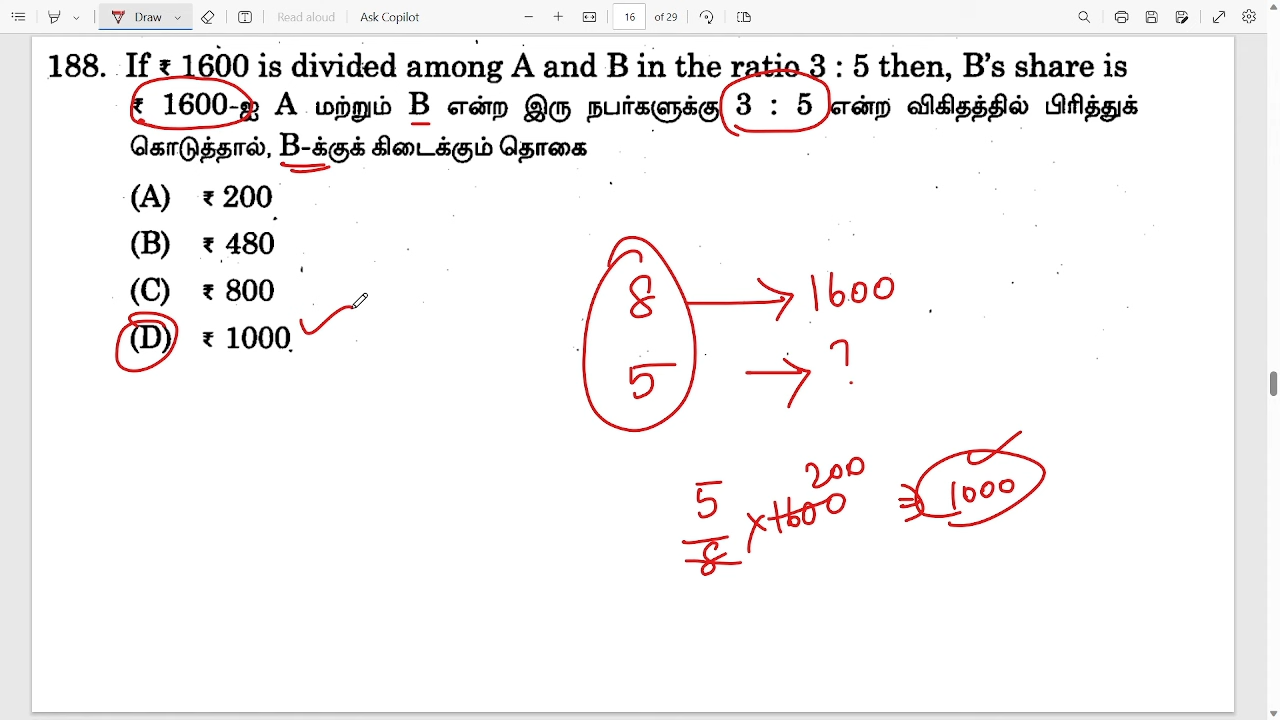 Draw
Read aloud
Ask Copilot
16
of 29
188. If ₹ 1600 is divided among A and B in the ratio 3 : 5 then, B's share is
₹ 1600-ஐ A மற்றும் B என்ற இரு நபர்களுக்கு 3 : 5 என்ற விகிதத்தில் பிரித்துக்
கொடுத்தால், B-க்குக் கிடைக்கும் தொகை
(A) ₹ 200
(B) ₹ 480
(C) ₹ 800
(D) ₹ 1000
8 → 1600
5 → ?
200
5/8 × 1600 = 1000